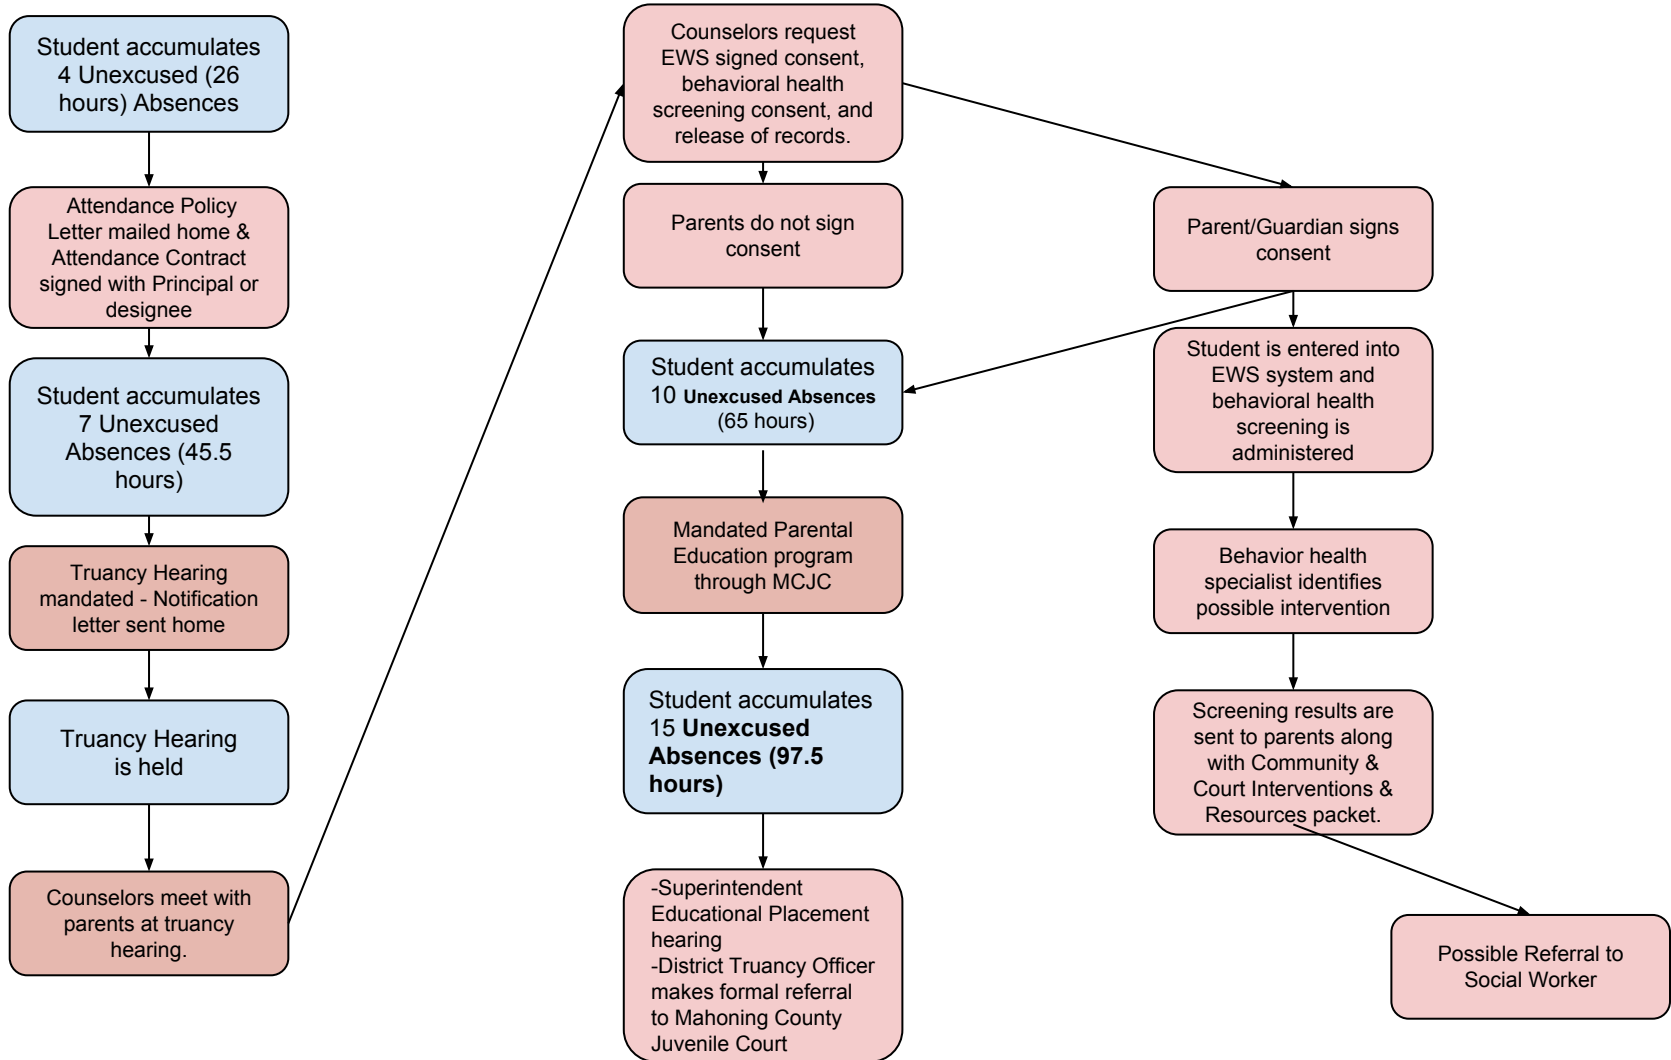 Student accumulates
4 Unexcused (26
hours) Absences
Attendance Policy
Letter mailed home &
Attendance Contract
signed with Principal or
designee
Student accumulates
7 Unexcused
Absences (45.5
hours)
Truancy Hearing
mandated - Notification
letter sent home
Truancy Hearing
is held
Counselors meet with
parents at truancy
hearing.
Counselors request
EWS signed consent,
behavioral health
screening consent, and
release of records.
Parents do not sign
consent
Student accumulates
10 Unexcused Absences
(65 hours)
Mandated Parental
Education program
through MCJC
Student accumulates
15 Unexcused
Absences (97.5
hours)
-Superintendent
Educational Placement
hearing
-District Truancy Officer
makes formal referral
to Mahoning County
Juvenile Court
Parent/Guardian signs
consent
Student is entered into
EWS system and
behavioral health
screening is
administered
Behavior health
specialist identifies
possible intervention
Screening results are
sent to parents along
with Community &
Court Interventions &
Resources packet.
Possible Referral to
Social Worker